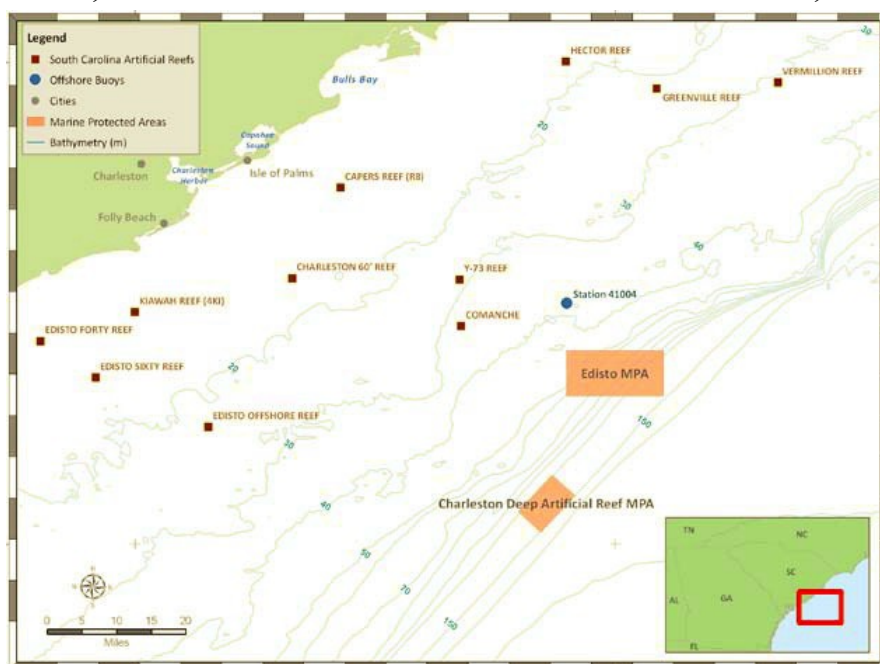 Legend
South Carolina Artificial Reefs
Offshore Buoys
Cities
Marine Protected Areas
Bathymetry (m)
HECTOR REEF
30
VERMILLION REEF
GREENVILLE REEF
Bulls Bay
20
Capahee
Sound
Isle of Palms
Charleston
Charleston
Harbor
CAPERS REEF (R8)
30
Folly Beach
40
CHARLESTON 60' REEF
Y-73 REEF
Station 41004
KIAWAH REEF (4KI)
COMANCHE
EDISTO FORTY REEF
EDISTO SIXTY REEF
20
Edisto MPA
EDISTO OFFSHORE REEF
150
30
40
Charleston Deep Artificial Reef MPA
50
70
150
TN
NC
SC
AL
GA
FL
N
0 5 10 15 20
Miles